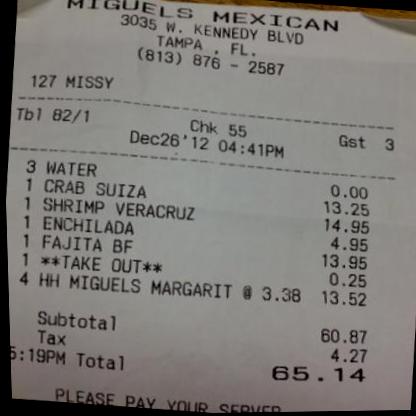 MIGUELS MEXICAN
3035 W. KENNEDY BLVD
TAMPA , FL.
(813) 876 - 2587
127 MISSY
Tbl 82/1 Chk 55 Gst 3
Dec26'12 04:41PM
3 WATER 0.00
1 CRAB SUIZA 13.25
1 SHRIMP VERACRUZ 14.95
1 ENCHILADA 4.95
1 FAJITA BF 13.95
1 **TAKE OUT** 0.25
4 HH MIGUELS MARGARIT @ 3.38 13.52
Subtotal 60.87
Tax 4.27
5:19PM Total 65.14
PLEASE PAY YOUR SERVER